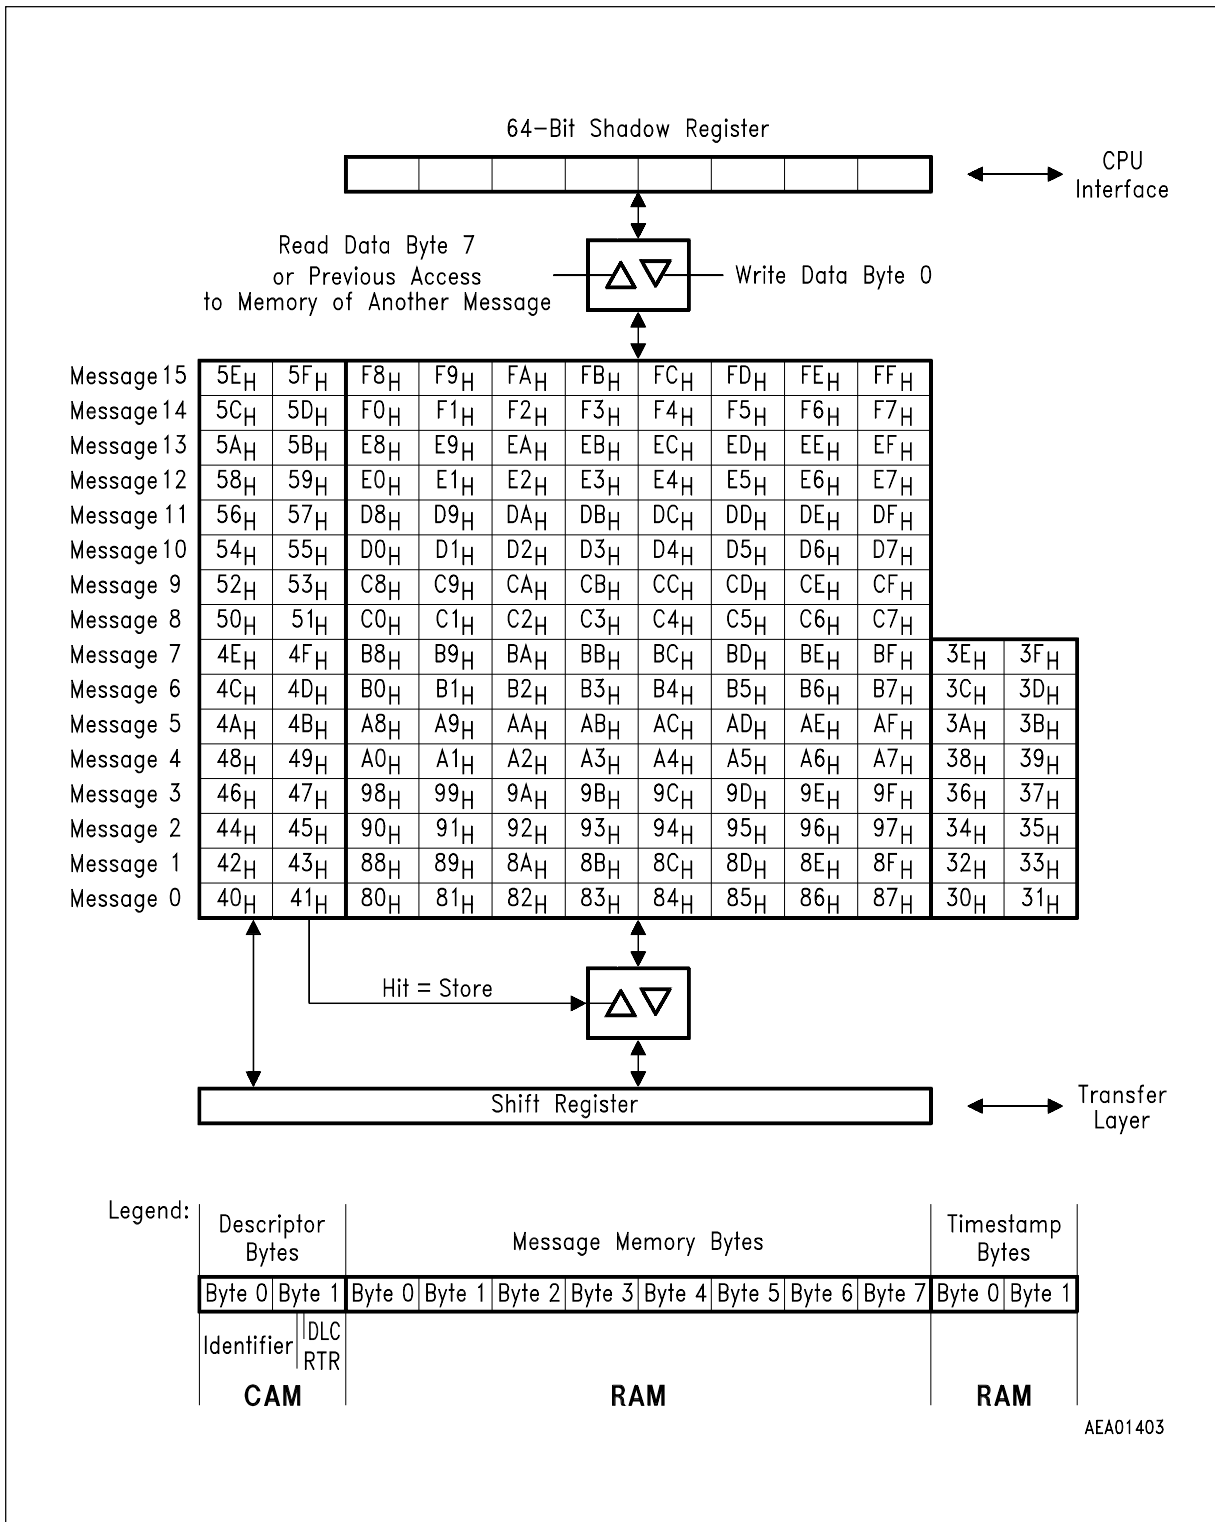 64-Bit Shadow Register
CPU
Interface
Read Data Byte 7
or Previous Access
to Memory of Another Message
Write Data Byte 0
Message 15 5EH 5FH F8H F9H FAH FBH FCH FDH FEH FFH
Message 14 5CH 5DH F0H F1H F2H F3H F4H F5H F6H F7H
Message 13 5AH 5BH E8H E9H EAH EBH ECH EDH EEH EFH
Message 12 58H 59H E0H E1H E2H E3H E4H E5H E6H E7H
Message 11 56H 57H D8H D9H DAH DBH DCH DDH DEH DFH
Message 10 54H 55H D0H D1H D2H D3H D4H D5H D6H D7H
Message 9 52H 53H C8H C9H CAH CBH CCH CDH CEH CFH
Message 8 50H 51H C0H C1H C2H C3H C4H C5H C6H C7H
Message 7 4EH 4FH B8H B9H BAH BBH BCH BDH BEH BFH 3EH 3FH
Message 6 4CH 4DH B0H B1H B2H B3H B4H B5H B6H B7H 3CH 3DH
Message 5 4AH 4BH A8H A9H AAH ABH ACH ADH AEH AFH 3AH 3BH
Message 4 48H 49H A0H A1H A2H A3H A4H A5H A6H A7H 38H 39H
Message 3 46H 47H 98H 99H 9AH 9BH 9CH 9DH 9EH 9FH 36H 37H
Message 2 44H 45H 90H 91H 92H 93H 94H 95H 96H 97H 34H 35H
Message 1 42H 43H 88H 89H 8AH 8BH 8CH 8DH 8EH 8FH 32H 33H
Message 0 40H 41H 80H 81H 82H 83H 84H 85H 86H 87H 30H 31H
Hit = Store
Shift Register
Transfer
Layer
Legend:
Descriptor
Bytes
Message Memory Bytes
Timestamp
Bytes
Byte 0 Byte 1 Byte 0 Byte 1 Byte 2 Byte 3 Byte 4 Byte 5 Byte 6 Byte 7 Byte 0 Byte 1
Identifier
DLC
RTR
CAM RAM RAM
AEA01403